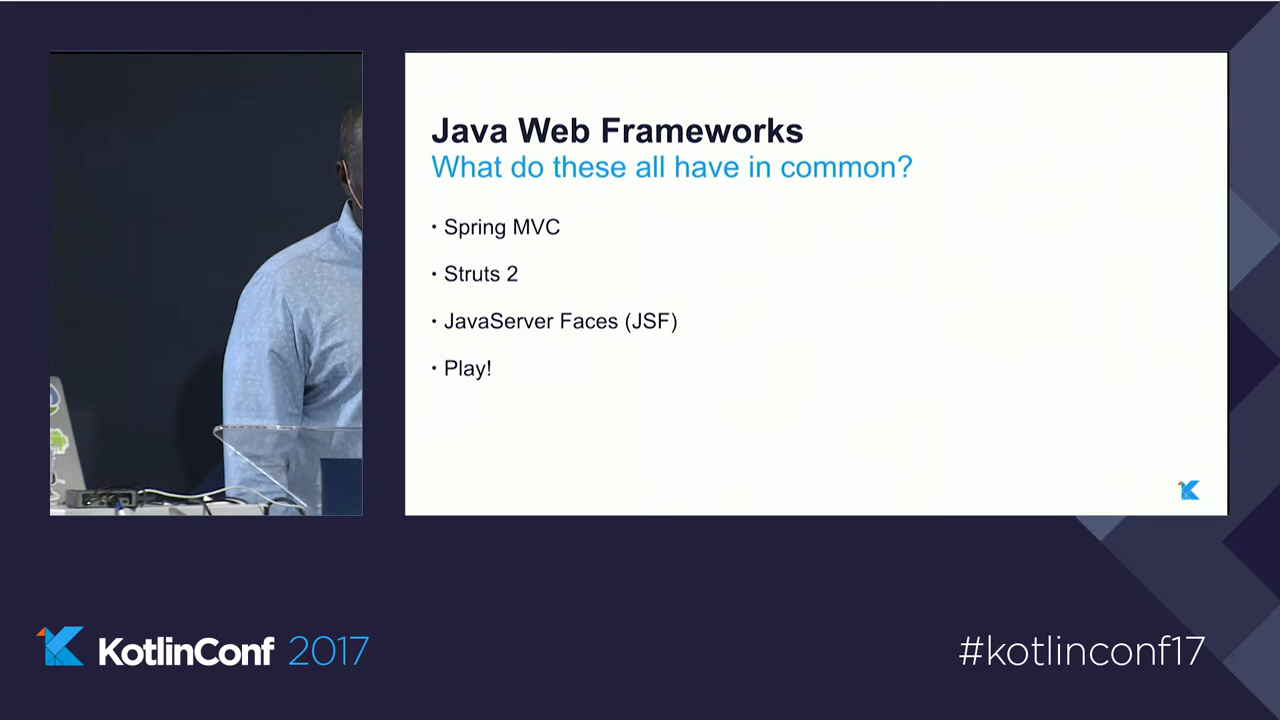 Java Web Frameworks
What do these all have in common?
· Spring MVC
· Struts 2
· JavaServer Faces (JSF)
· Play!
KotlinConf 2017
#kotlinconf17